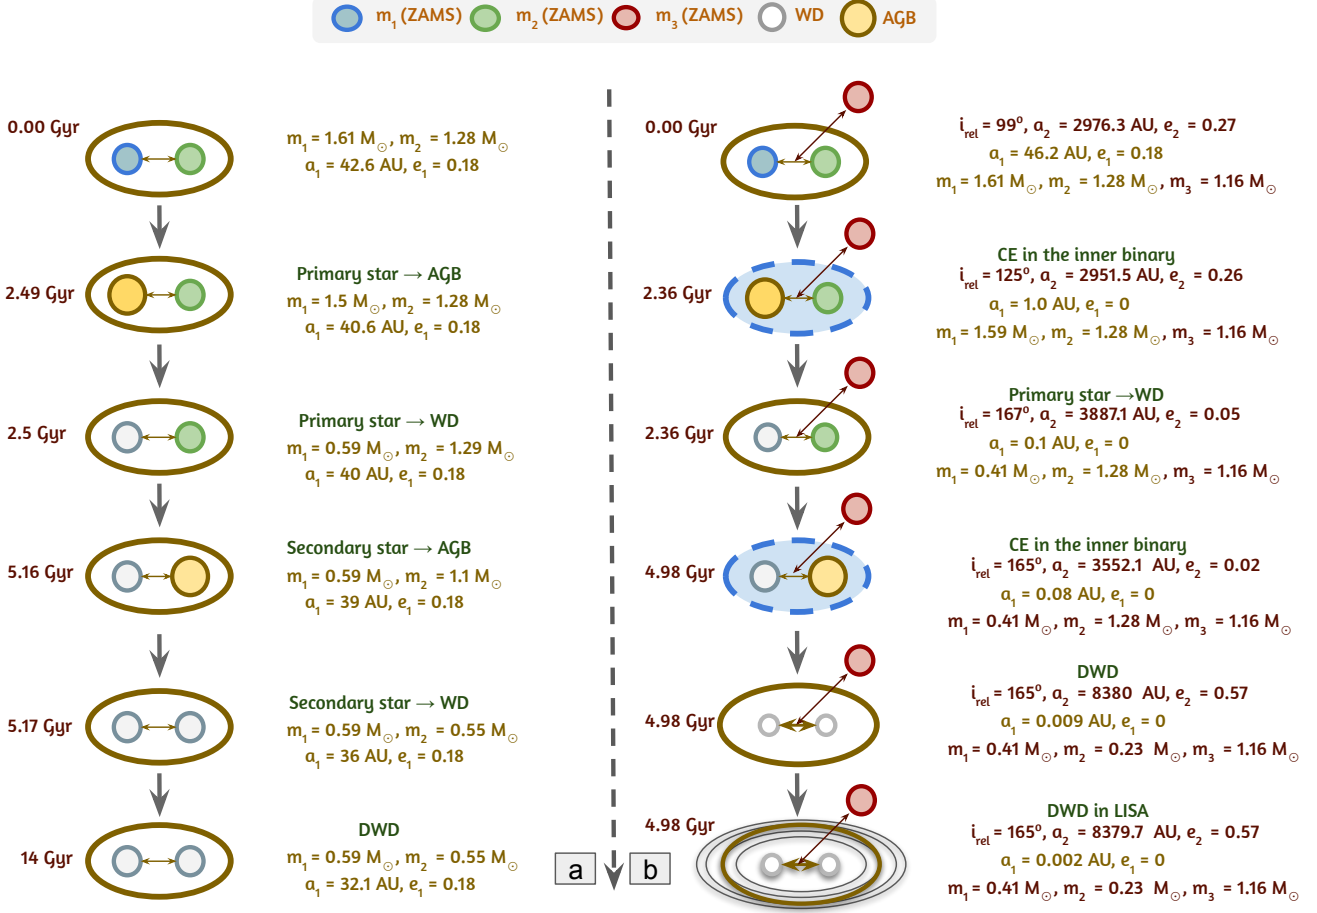 m1 (ZAMS) m2 (ZAMS) m3 (ZAMS) WD AGB
0.00 Gyr
m1 = 1.61 M☉, m2 = 1.28 M☉
a1 = 42.6 AU, e1 = 0.18
2.49 Gyr
Primary star → AGB
m1 = 1.5 M☉, m2 = 1.28 M☉
a1 = 40.6 AU, e1 = 0.18
2.5 Gyr
Primary star → WD
m1 = 0.59 M☉, m2 = 1.29 M☉
a1 = 40 AU, e1 = 0.18
5.16 Gyr
Secondary star → AGB
m1 = 0.59 M☉, m2 = 1.1 M☉
a1 = 39 AU, e1 = 0.18
5.17 Gyr
Secondary star → WD
m1 = 0.59 M☉, m2 = 0.55 M☉
a1 = 36 AU, e1 = 0.18
14 Gyr
DWD
m1 = 0.59 M☉, m2 = 0.55 M☉
a1 = 32.1 AU, e1 = 0.18
a
b
0.00 Gyr
irel = 99°, a2 = 2976.3 AU, e2 = 0.27
a1 = 46.2 AU, e1 = 0.18
m1 = 1.61 M☉, m2 = 1.28 M☉, m3 = 1.16 M☉
2.36 Gyr
CE in the inner binary
irel = 125°, a2 = 2951.5 AU, e2 = 0.26
a1 = 1.0 AU, e1 = 0
m1 = 1.59 M☉, m2 = 1.28 M☉, m3 = 1.16 M☉
2.36 Gyr
Primary star →WD
irel = 167°, a2 = 3887.1 AU, e2 = 0.05
a1 = 0.1 AU, e1 = 0
m1 = 0.41 M☉, m2 = 1.28 M☉, m3 = 1.16 M☉
4.98 Gyr
CE in the inner binary
irel = 165°, a2 = 3552.1 AU, e2 = 0.02
a1 = 0.08 AU, e1 = 0
m1 = 0.41 M☉, m2 = 1.28 M☉, m3 = 1.16 M☉
4.98 Gyr
DWD
irel = 165°, a2 = 8380 AU, e2 = 0.57
a1 = 0.009 AU, e1 = 0
m1 = 0.41 M☉, m2 = 0.23 M☉, m3 = 1.16 M☉
4.98 Gyr
DWD in LISA
irel = 165°, a2 = 8379.7 AU, e2 = 0.57
a1 = 0.002 AU, e1 = 0
m1 = 0.41 M☉, m2 = 0.23 M☉, m3 = 1.16 M☉